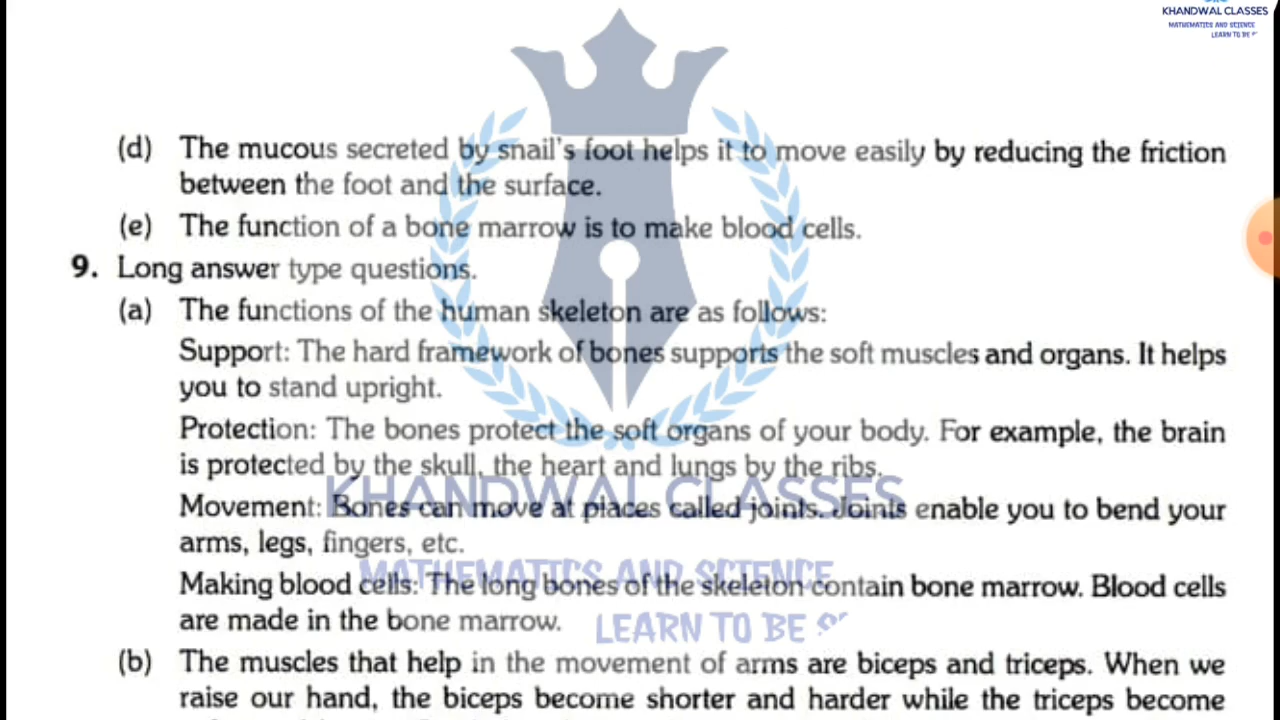 KHANDWAL CLASSES
MATHEMATICS AND SCIENCE
LEARN TO BE
(d) The mucous secreted by snail's foot helps it to move easily by reducing the friction
between the foot and the surface.
(e) The function of a bone marrow is to make blood cells.
9. Long answer type questions.
(a) The functions of the human skeleton are as follows:
Support: The hard framework of bones supports the soft muscles and organs. It helps
you to stand upright.
Protection: The bones protect the soft organs of your body. For example, the brain
is protected by the skull, the heart and lungs by the ribs.
KHANDWAL CLASSES
Movement: Bones can move at places called joints. Joints enable you to bend your
arms, legs, fingers, etc.
MATHEMATICS AND SCIENCE
Making blood cells: The long bones of the skeleton contain bone marrow. Blood cells
are made in the bone marrow.
LEARN TO BE
(b) The muscles that help in the movement of arms are biceps and triceps. When we
raise our hand, the biceps become shorter and harder while the triceps become